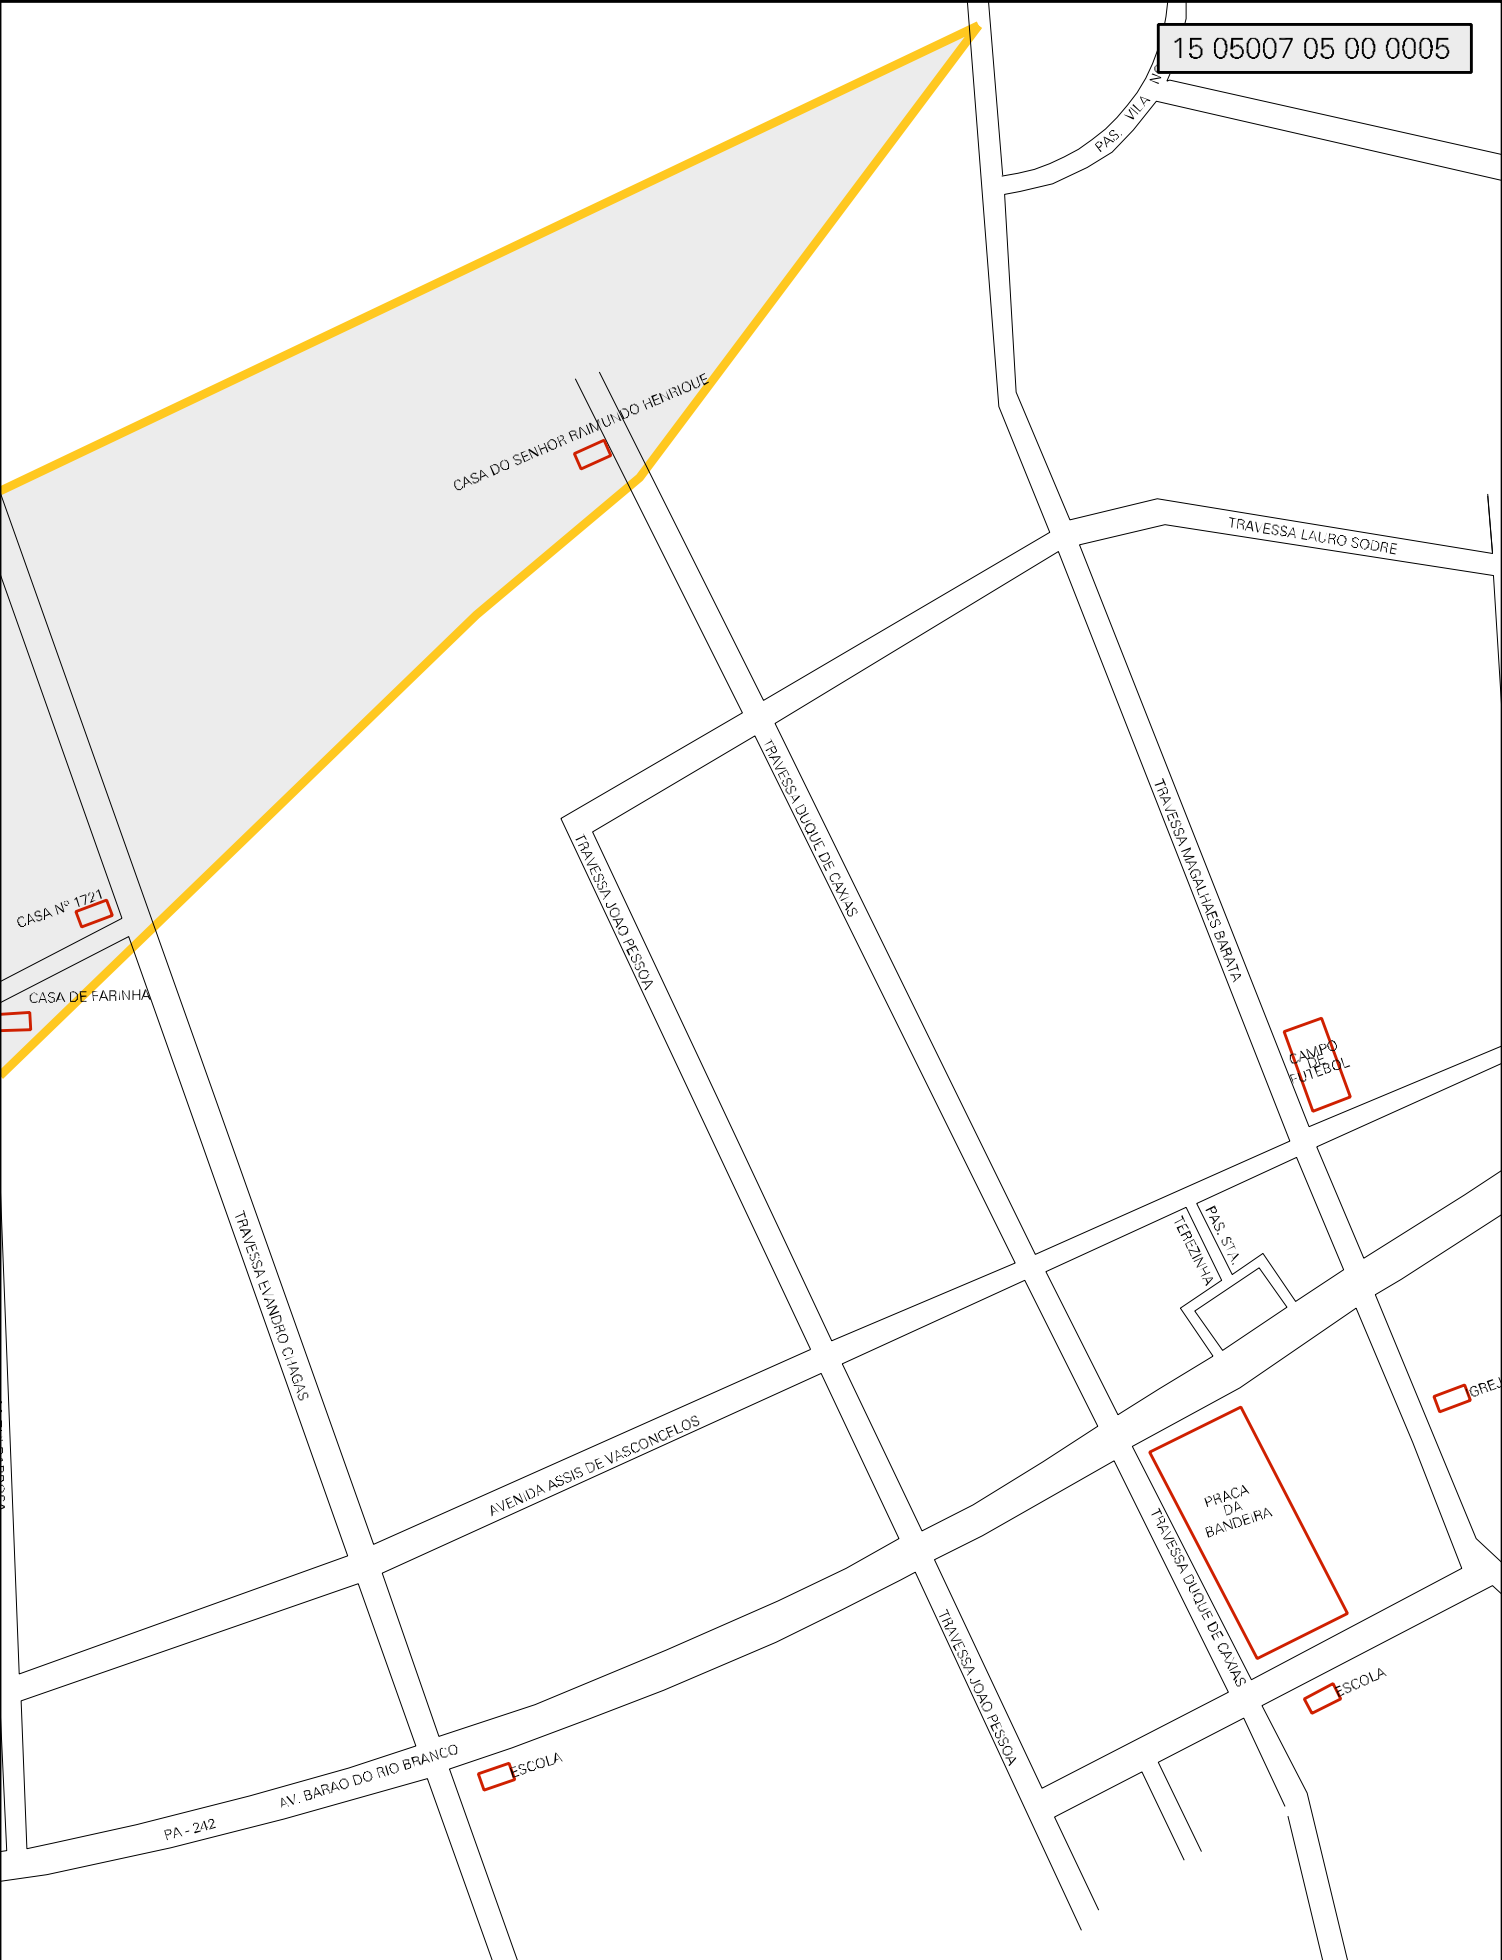 15 05007 05 00 0005
PAS. VILA
CASA DO SENHOR RAIMUNDO HENRIQUE
TRAVESSA LAURO SODRE
TRAVESSA DUQUE DE CAXIAS
TRAVESSA MAGALHAES BARATA
TRAVESSA JOAO PESSOA
CASA Nº 1721
CASA DE FARINHA
CAMPO
DE
FUTEBOL
PAS. STA.
TEREZINHA
TRAVESSA EVANDRO CHAGAS
AVENIDA ASSIS DE VASCONCELOS
PRACA
DA
BANDEIRA
TRAVESSA DUQUE DE CAXIAS
TRAVESSA JOAO PESSOA
ESCOLA
ESCOLA
AV. BARAO DO RIO BRANCO
PA - 242